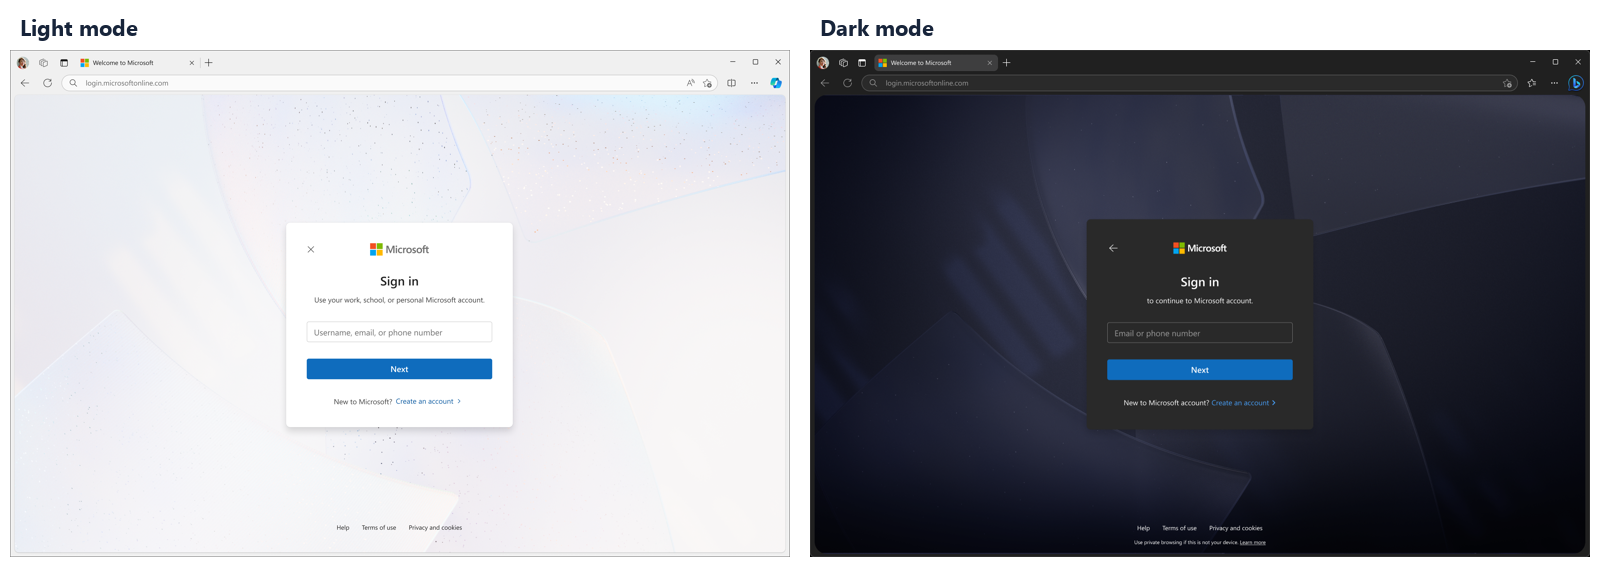 Light mode
Welcome to Microsoft
login.microsoftonline.com
Microsoft
Sign in
Use your work, school, or personal Microsoft account.
Username, email, or phone number
Next
New to Microsoft? Create an account
Help Terms of use Privacy and cookies
Dark mode
Welcome to Microsoft
login.microsoftonline.com
Microsoft
Sign in
to continue to Microsoft account.
Email or phone number
Next
New to Microsoft account? Create an account
Help Terms of use Privacy and cookies
Use private browsing if this is not your device. Learn more